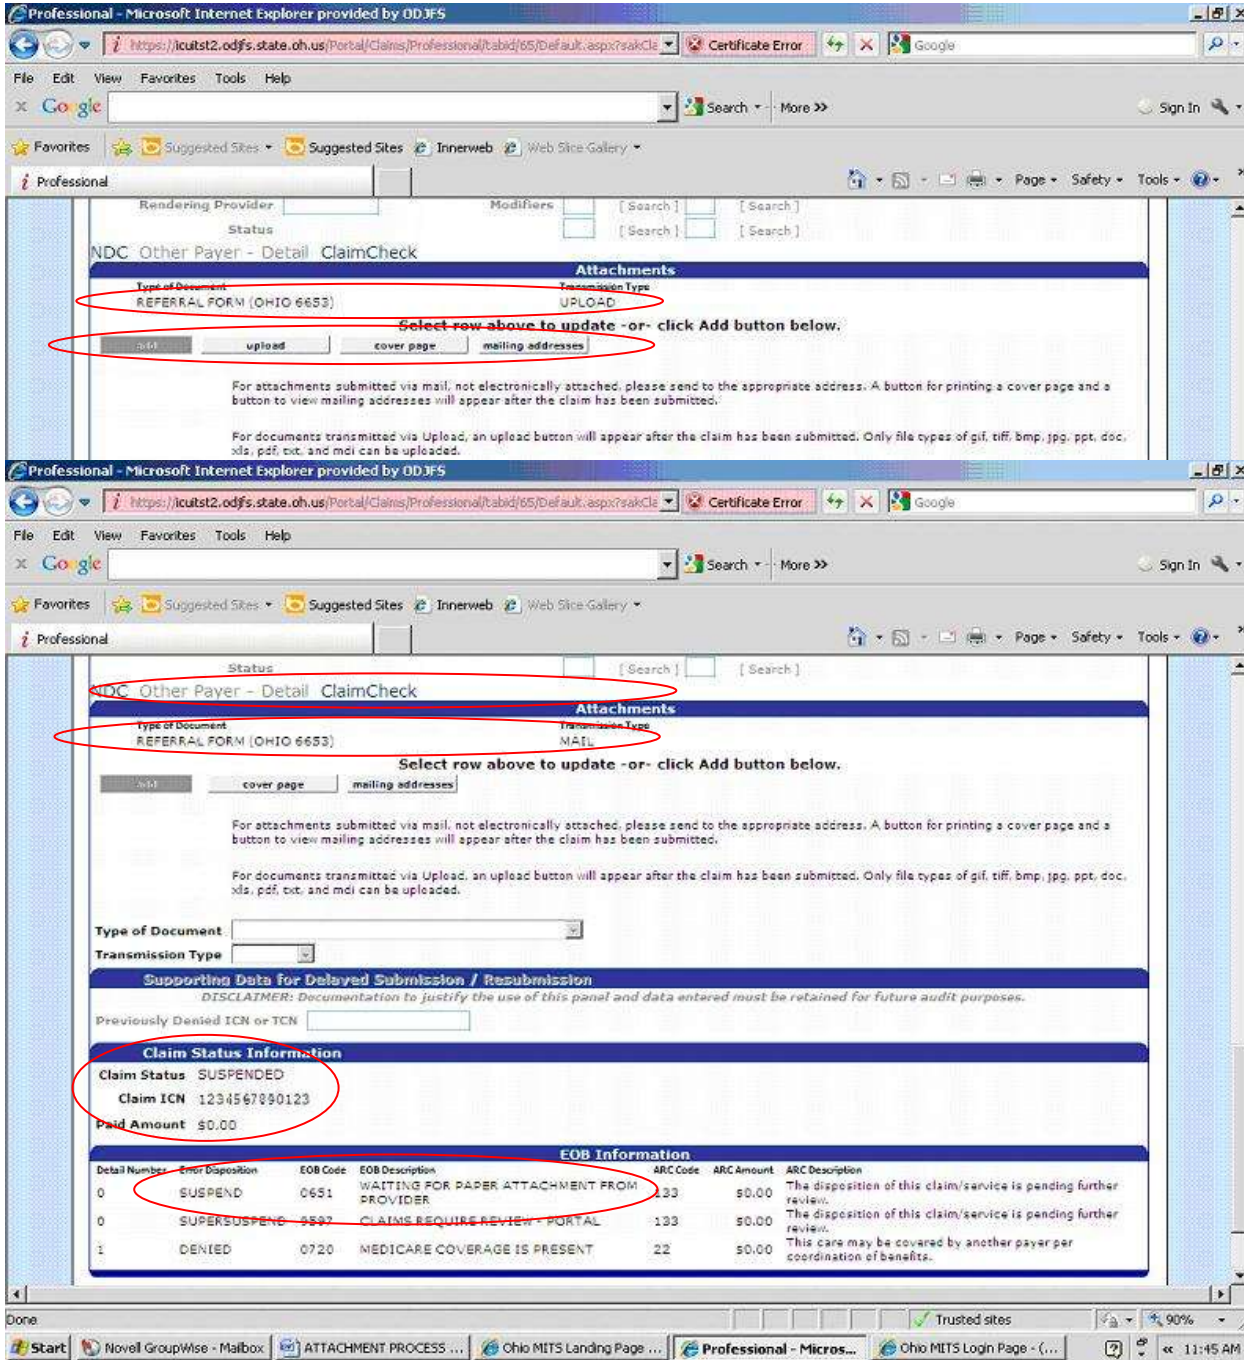 Professional - Microsoft Internet Explorer provided by ODJFS
https://icuitst2.odjfs.state.oh.us/Portal/Claims/Professional/tabid/65/Default.aspx?sakCla Certificate Error Google
File Edit View Favorites Tools Help
x Google Search More >> Sign In
Favorites Suggested Sites Suggested Sites Innerweb Web Slice Gallery
Professional Page Safety Tools
Rendering Provider Modifiers [ Search ] [ Search ]
Status [ Search ] [ Search ]
NDC Other Payer - Detail ClaimCheck
Attachments
Type of Document Transmission Type
REFERRAL FORM (OHIO 6653) UPLOAD
Select row above to update -or- click Add button below.
add upload cover page mailing addresses
For attachments submitted via mail, not electronically attached, please send to the appropriate address. A button for printing a cover page and a
button to view mailing addresses will appear after the claim has been submitted.
For documents transmitted via Upload, an upload button will appear after the claim has been submitted. Only file types of gif, tiff, bmp, jpg, ppt, doc,
xls, pdf, txt, and mdi can be uploaded.
Professional - Microsoft Internet Explorer provided by ODJFS
https://icuitst2.odjfs.state.oh.us/Portal/Claims/Professional/tabid/65/Default.aspx?sakCla Certificate Error Google
File Edit View Favorites Tools Help
x Google Search More >> Sign In
Favorites Suggested Sites Suggested Sites Innerweb Web Slice Gallery
Professional Page Safety Tools
Status [ Search ] [ Search ]
NDC Other Payer - Detail ClaimCheck
Attachments
Type of Document Transmission Type
REFERRAL FORM (OHIO 6653) MAIL
Select row above to update -or- click Add button below.
add cover page mailing addresses
For attachments submitted via mail, not electronically attached, please send to the appropriate address. A button for printing a cover page and a
button to view mailing addresses will appear after the claim has been submitted.
For documents transmitted via Upload, an upload button will appear after the claim has been submitted. Only file types of gif, tiff, bmp, jpg, ppt, doc,
xls, pdf, txt, and mdi can be uploaded.
Type of Document
Transmission Type
Supporting Data for Delayed Submission / Resubmission
DISCLAIMER: Documentation to justify the use of this panel and data entered must be retained for future audit purposes.
Previously Denied ICN or TCN
Claim Status Information
Claim Status SUSPENDED
Claim ICN 1234567890123
Paid Amount $0.00
EOB Information
Detail Number Error Disposition EOB Code EOB Description ARC Code ARC Amount ARC Description
0 SUSPEND 0651 WAITING FOR PAPER ATTACHMENT FROM PROVIDER 133 $0.00 The disposition of this claim/service is pending further review.
0 SUPERSUSPEND 9597 CLAIMS REQUIRE REVIEW - PORTAL 133 $0.00 The disposition of this claim/service is pending further review.
1 DENIED 0720 MEDICARE COVERAGE IS PRESENT 22 $0.00 This care may be covered by another payer per coordination of benefits.
Done Trusted sites 90%
Start Novell GroupWise - Mailbox ATTACHMENT PROCESS ... Ohio MITS Landing Page ... Professional - Micros... Ohio MITS Login Page - (... « 11:45 AM